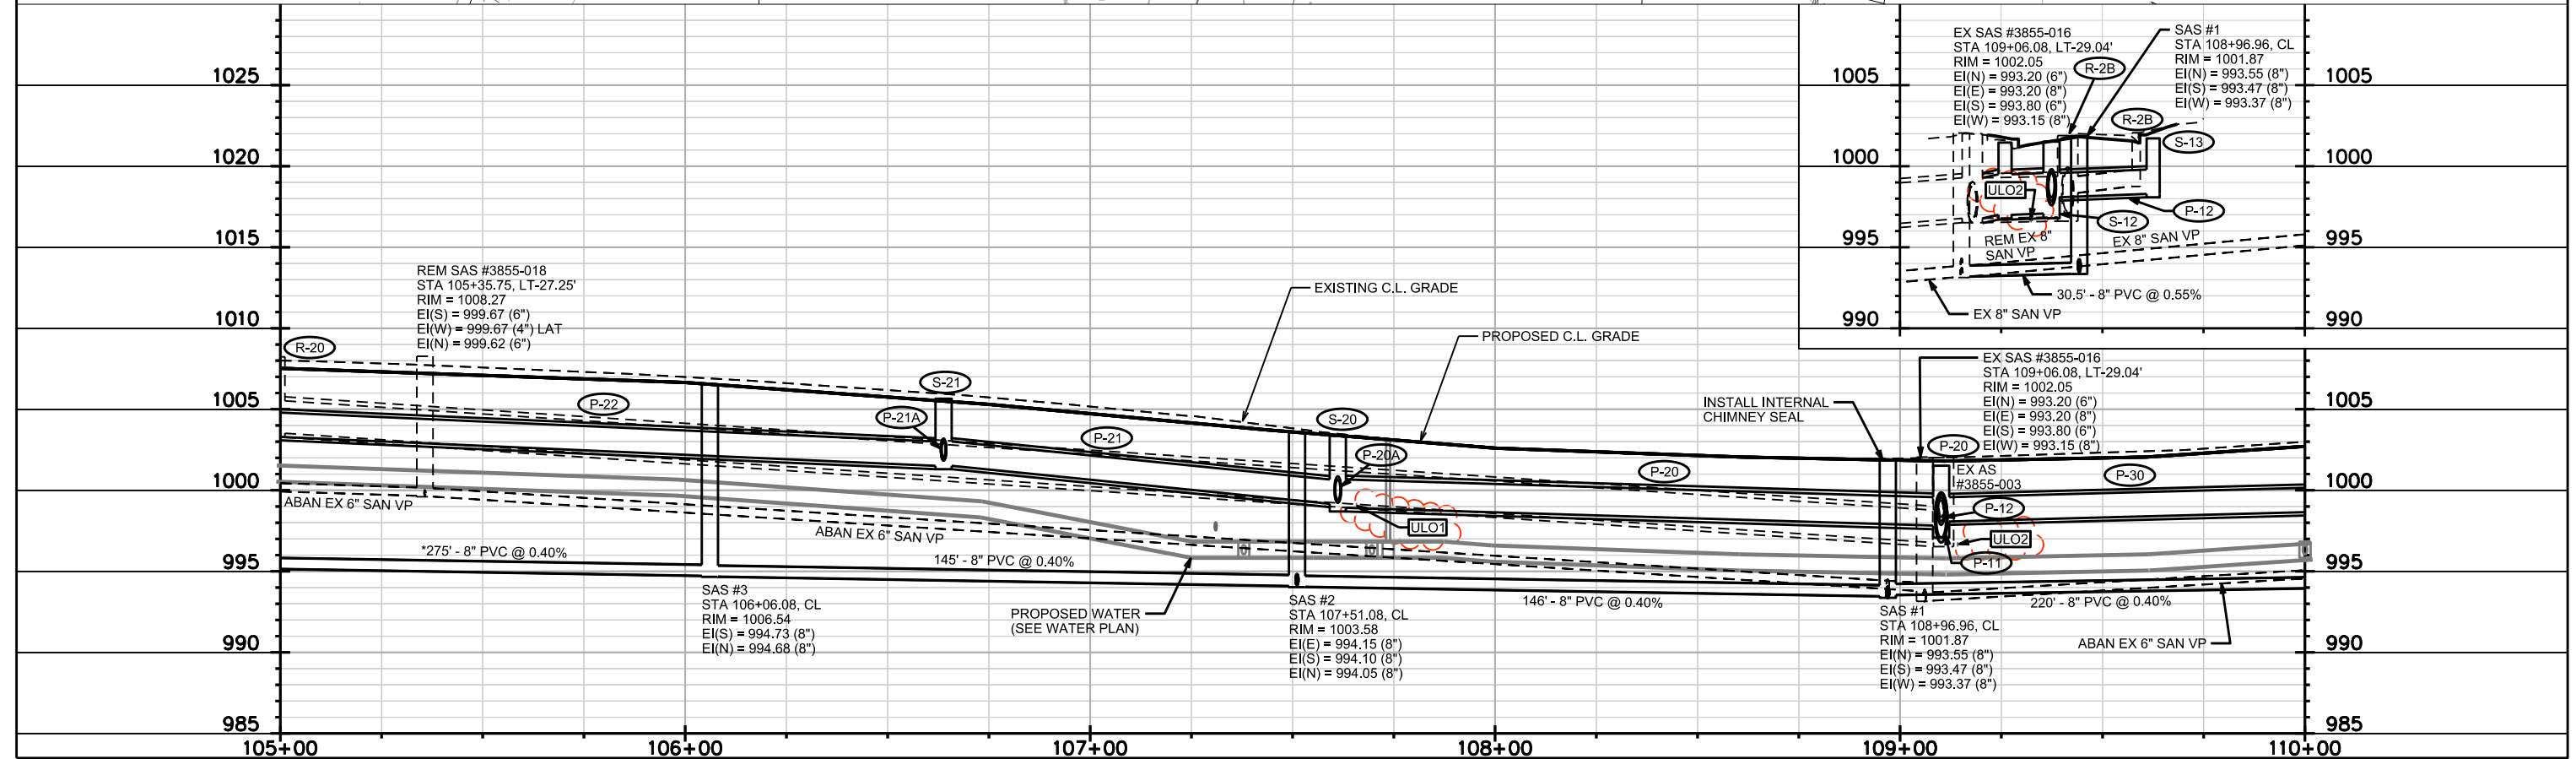 EX SAS #3855-016
STA 109+06.08, LT-29.04'
RIM = 1002.05
EI(N) = 993.20 (6")
EI(E) = 993.20 (8")
EI(S) = 993.80 (6")
EI(W) = 993.15 (8")
SAS #1
STA 108+96.96, CL
RIM = 1001.87
EI(N) = 993.55 (8")
EI(S) = 993.47 (8")
EI(W) = 993.37 (8")
R-2B
R-2B
S-13
ULO2
P-12
S-12
REM EX 8"
SAN VP
EX 8" SAN VP
30.5' - 8" PVC @ 0.55%
EX 8" SAN VP
1005
1000
995
990
1005
1000
995
990
1025
1020
1015
1010
1005
1000
995
990
985
REM SAS #3855-018
STA 105+35.75, LT-27.25'
RIM = 1008.27
EI(S) = 999.67 (6")
EI(W) = 999.67 (4") LAT
EI(N) = 999.62 (6")
EXISTING C.L. GRADE
PROPOSED C.L. GRADE
R-20
P-22
S-21
P-21A
P-21
S-20
P-20A
P-20
INSTALL INTERNAL
CHIMNEY SEAL
EX SAS #3855-016
STA 109+06.08, LT-29.04'
RIM = 1002.05
EI(N) = 993.20 (6")
EI(E) = 993.20 (8")
EI(S) = 993.80 (6")
EI(W) = 993.15 (8")
P-20
EX AS
#3855-003
P-30
P-12
ULO1
ULO2
P-11
ABAN EX 6" SAN VP
ABAN EX 6" SAN VP
*275' - 8" PVC @ 0.40%
145' - 8" PVC @ 0.40%
146' - 8" PVC @ 0.40%
220' - 8" PVC @ 0.40%
SAS #3
STA 106+06.08, CL
RIM = 1006.54
EI(S) = 994.73 (8")
EI(N) = 994.68 (8")
PROPOSED WATER
(SEE WATER PLAN)
SAS #2
STA 107+51.08, CL
RIM = 1003.58
EI(E) = 994.15 (8")
EI(S) = 994.10 (8")
EI(N) = 994.05 (8")
SAS #1
STA 108+96.96, CL
RIM = 1001.87
EI(N) = 993.55 (8")
EI(S) = 993.47 (8")
EI(W) = 993.37 (8")
ABAN EX 6" SAN VP
1005
1000
995
990
985
105+00
106+00
107+00
108+00
109+00
110+00